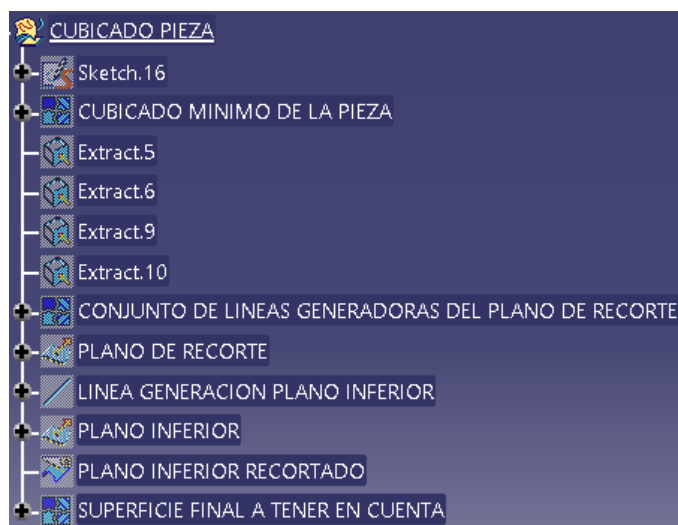 CUBICADO PIEZA
Sketch.16
CUBICADO MINIMO DE LA PIEZA
Extract.5
Extract.6
Extract.9
Extract.10
CONJUNTO DE LINEAS GENERADORAS DEL PLANO DE RECORTE
PLANO DE RECORTE
LINEA GENERACION PLANO INFERIOR
PLANO INFERIOR
PLANO INFERIOR RECORTADO
SUPERFICIE FINAL A TENER EN CUENTA